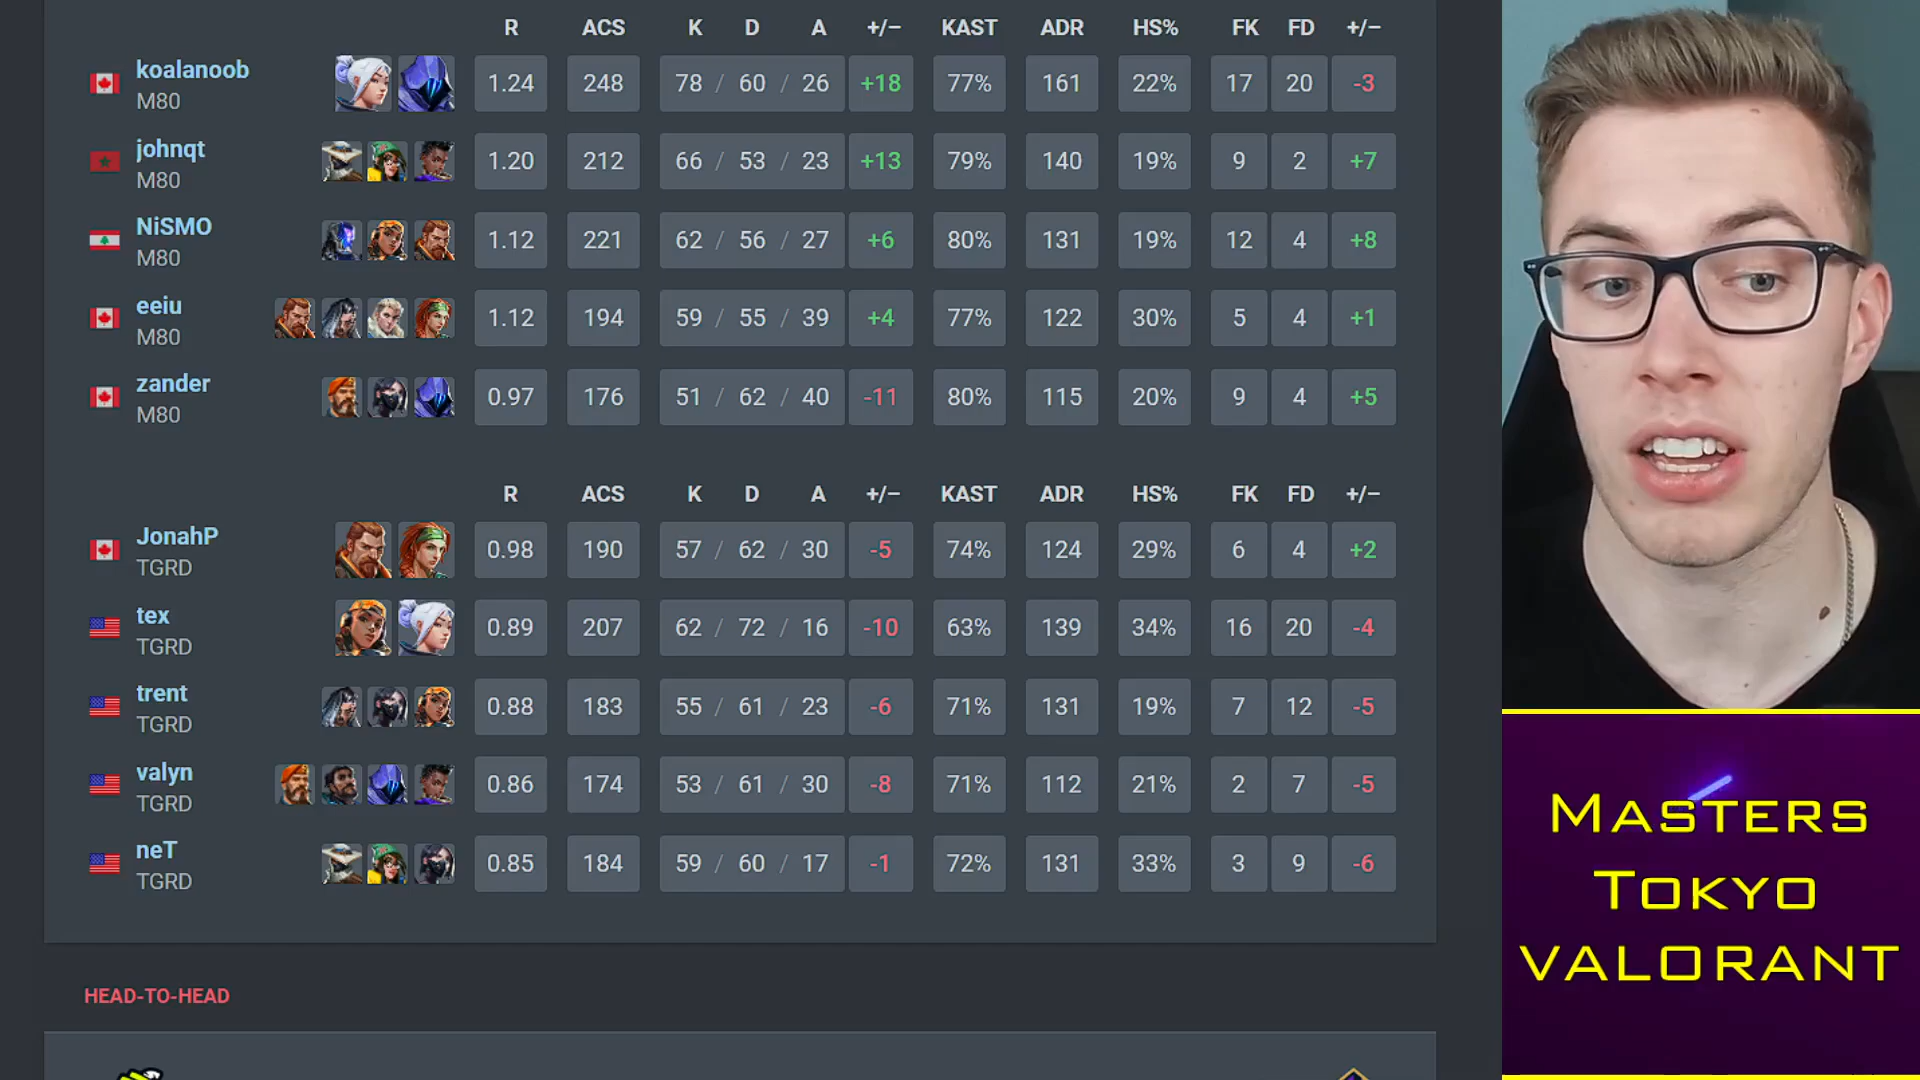 R ACS K D A +/– KAST ADR HS% FK FD +/–
koalanoob 1.24 248 78 / 60 / 26 +18 77% 161 22% 17 20 -3
M80
johnqt 1.20 212 66 / 53 / 23 +13 79% 140 19% 9 2 +7
M80
NiSMO 1.12 221 62 / 56 / 27 +6 80% 131 19% 12 4 +8
M80
eeiu 1.12 194 59 / 55 / 39 +4 77% 122 30% 5 4 +1
M80
zander 0.97 176 51 / 62 / 40 -11 80% 115 20% 9 4 +5
M80
R ACS K D A +/– KAST ADR HS% FK FD +/–
JonahP 0.98 190 57 / 62 / 30 -5 74% 124 29% 6 4 +2
TGRD
tex 0.89 207 62 / 72 / 16 -10 63% 139 34% 16 20 -4
TGRD
trent 0.88 183 55 / 61 / 23 -6 71% 131 19% 7 12 -5
TGRD
valyn 0.86 174 53 / 61 / 30 -8 71% 112 21% 2 7 -5
TGRD
neT 0.85 184 59 / 60 / 17 -1 72% 131 33% 3 9 -6
TGRD
HEAD-TO-HEAD
MASTERS
TOKYO
VALORANT